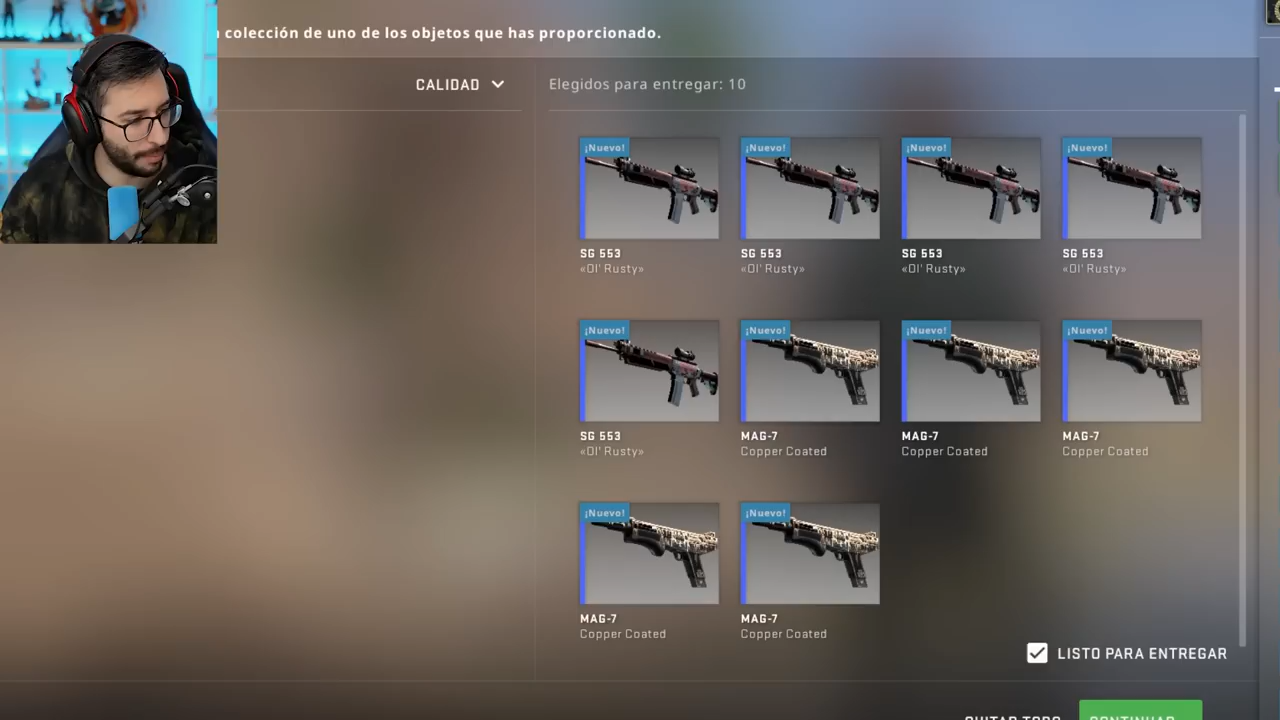 colección de uno de los objetos que has proporcionado.
CALIDAD
Elegidos para entregar: 10
¡Nuevo! ¡Nuevo! ¡Nuevo! ¡Nuevo!
SG 553 SG 553 SG 553 SG 553
«Ol' Rusty» «Ol' Rusty» «Ol' Rusty» «Ol' Rusty»
¡Nuevo! ¡Nuevo! ¡Nuevo! ¡Nuevo!
SG 553 MAG-7 MAG-7 MAG-7
«Ol' Rusty» Copper Coated Copper Coated Copper Coated
¡Nuevo! ¡Nuevo!
MAG-7 MAG-7
Copper Coated Copper Coated
LISTO PARA ENTREGAR
QUITAR TODO CONTINUAR